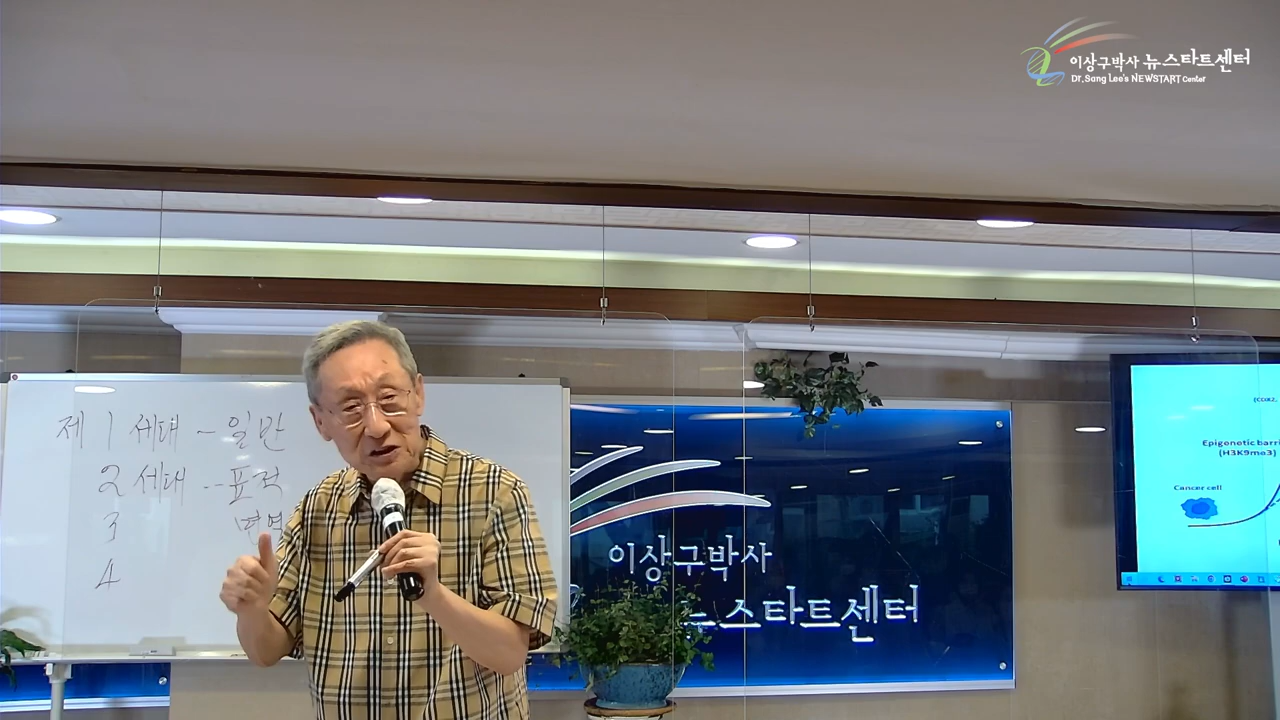 이상구박사 뉴스타트센터
Dr. Sang Lee's NEWSTART Center
제 1 세대 - 일반
2 세대 -- 표적
3 면역
4
이상구박사
뉴스타트센터
(CDX2,
Epigenetic barri
(H3K9me3)
Cancer cell